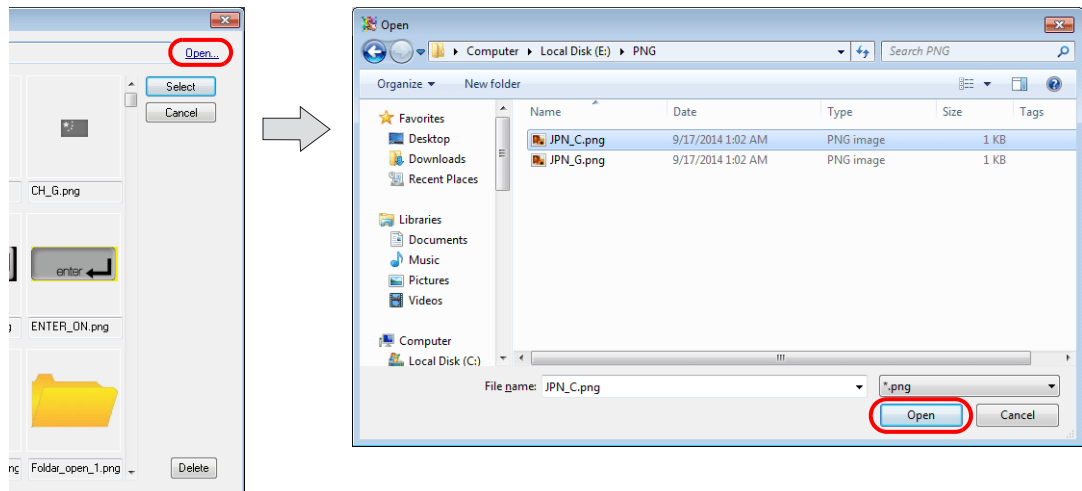 Open...
Select
Cancel
CH_G.png
enter
ENTER_ON.png
Foldar_open_1.png
Delete
Open
Computer
Local Disk (E:)
PNG
Search PNG
Organize
New folder
Favorites
Desktop
Downloads
Recent Places
Libraries
Documents
Music
Pictures
Videos
Computer
Local Disk (C:)
Name Date Type Size Tags
JPN_C.png 9/17/2014 1:02 AM PNG image 1 KB
JPN_G.png 9/17/2014 1:02 AM PNG image 1 KB
File name: JPN_C.png
*.png
Open
Cancel